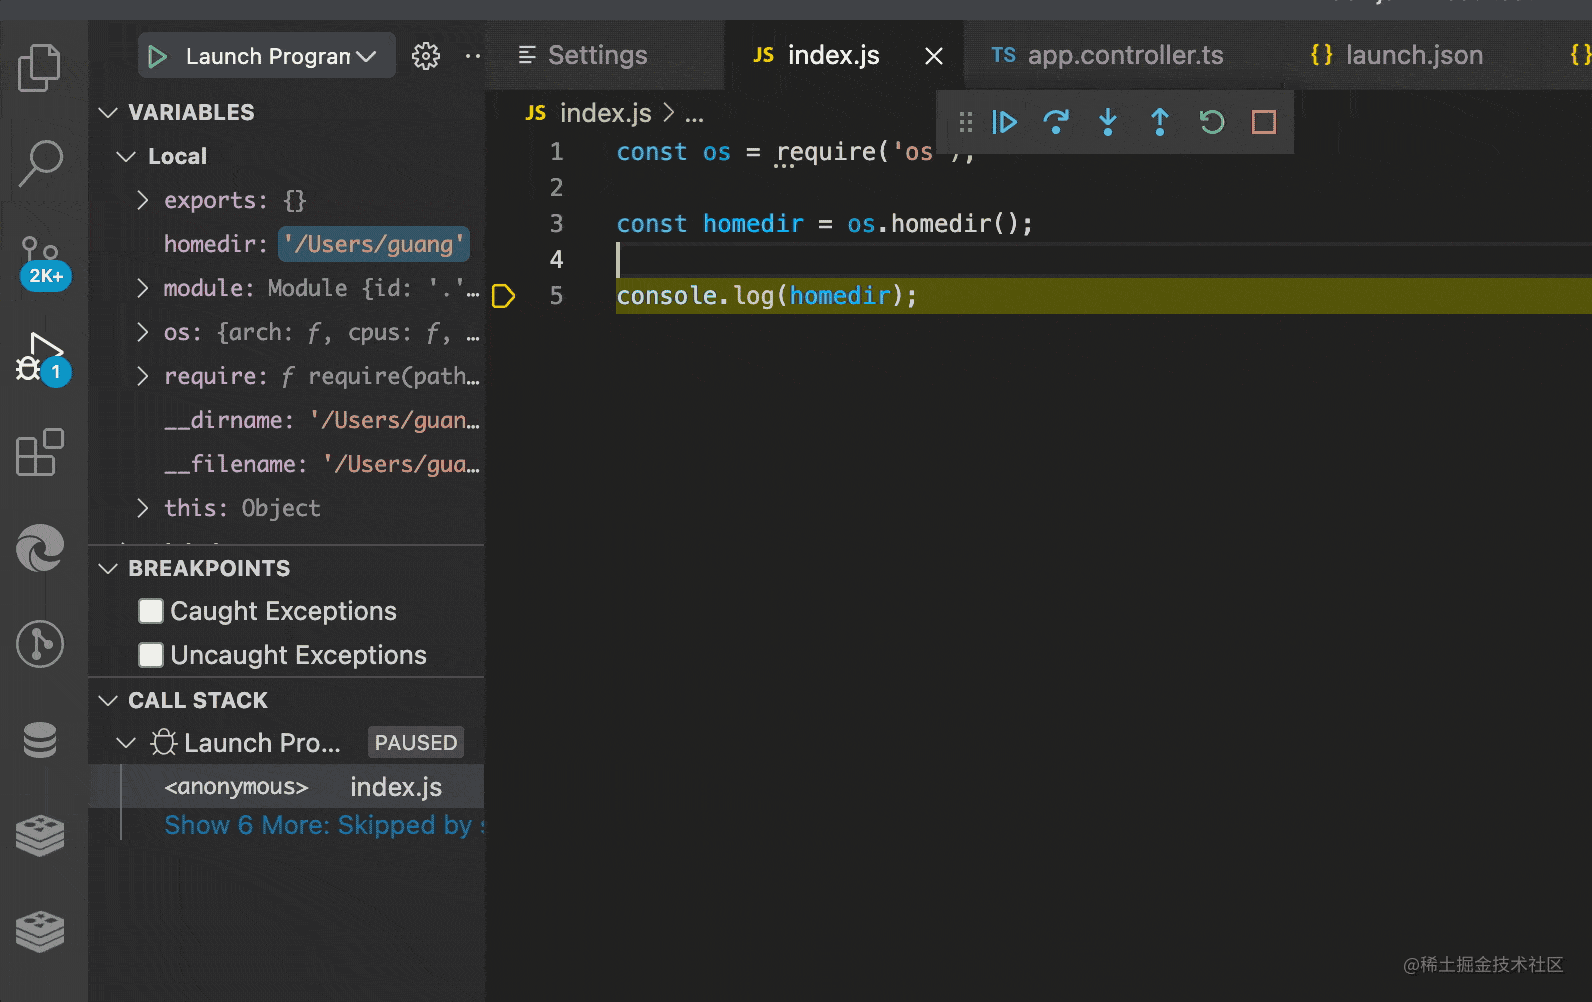 Launch Program
Settings
JS index.js
TS app.controller.ts
{} launch.json
{}
VARIABLES
Local
exports: {}
homedir: '/Users/guang'
module: Module {id: '.'…
os: {arch: ƒ, cpus: ƒ, …
require: ƒ require(path…
__dirname: '/Users/guan…
__filename: '/Users/gua…
this: Object
BREAKPOINTS
Caught Exceptions
Uncaught Exceptions
CALL STACK
Launch Pro... PAUSED
<anonymous> index.js
Show 6 More: Skipped by
2K+
1
JS index.js > ...
1 const os = require('os');
2
3 const homedir = os.homedir();
4
5 console.log(homedir);
@稀土掘金技术社区